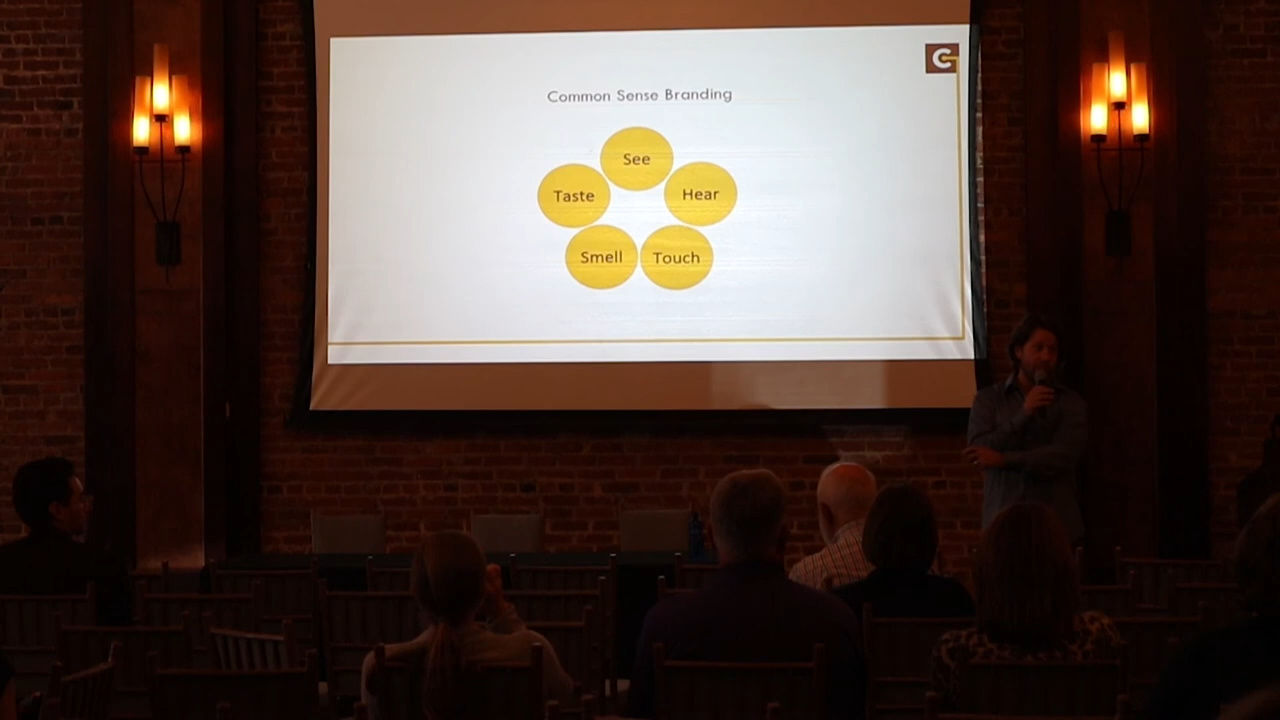 C
Common Sense Branding
See
Taste
Hear
Smell
Touch